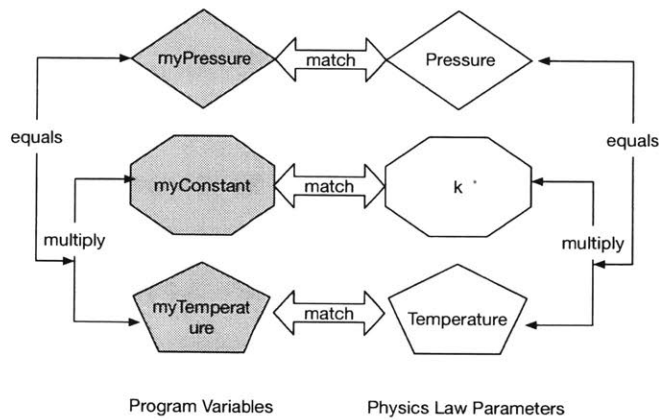 myPressure
match
Pressure
equals
equals
myConstant
match
k
multiply
multiply
myTemperat
ure
match
Temperature
Program Variables
Physics Law Parameters